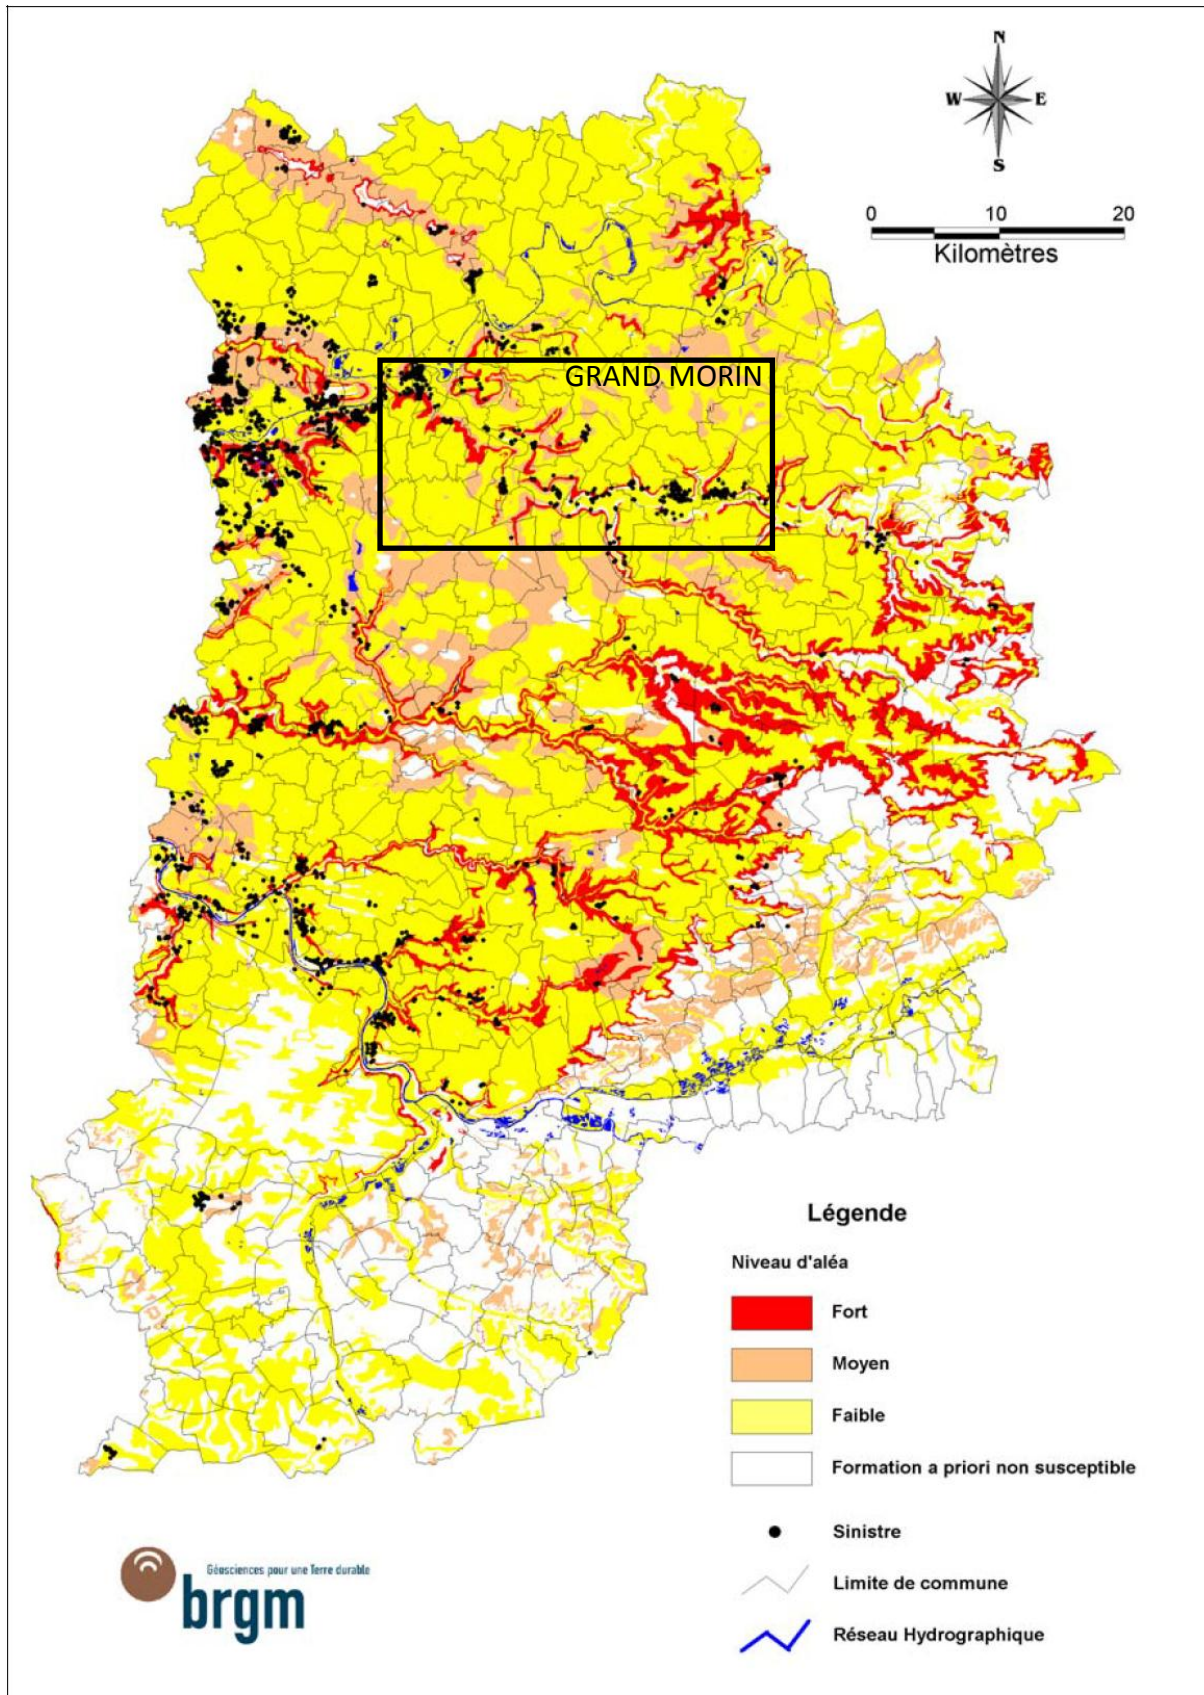 N
W E
S
0 10 20
Kilomètres
GRAND MORIN
Légende
Niveau d'aléa
Fort
Moyen
Faible
Formation a priori non susceptible
Sinistre
Limite de commune
Réseau Hydrographique
Géosciences pour une Terre durable
brgm